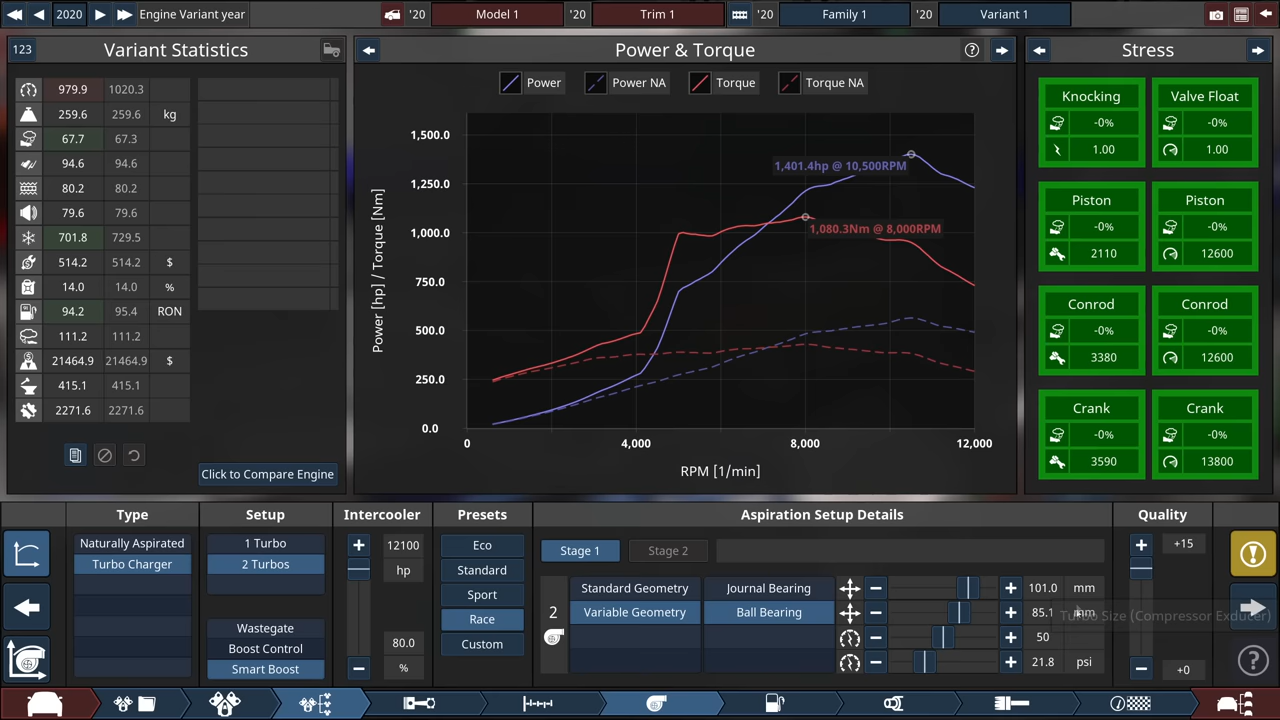 2020 Engine Variant year
'20 Model 1 '20 Trim 1 '20 Family 1 '20 Variant 1
123 Variant Statistics
979.9 1020.3
259.6 259.6 kg
67.7 67.3
94.6 94.6
80.2 80.2
79.6 79.6
701.8 729.5
514.2 514.2 $
14.0 14.0 %
94.2 95.4 RON
111.2 111.2
21464.9 21464.9 $
415.1 415.1
2271.6 2271.6
Click to Compare Engine
Power & Torque
Power Power NA Torque Torque NA
Power [hp] / Torque [Nm]
1,500.0
1,250.0
1,000.0
750.0
500.0
250.0
0.0
1,401.4hp @ 10,500RPM
1,080.3Nm @ 8,000RPM
0 4,000 8,000 12,000
RPM [1/min]
Stress
Knocking Valve Float
-0% -0%
1.00 1.00
Piston Piston
-0% -0%
2110 12600
Conrod Conrod
-0% -0%
3380 12600
Crank Crank
-0% -0%
3590 13800
Type
Naturally Aspirated
Turbo Charger
Setup
1 Turbo
2 Turbos
Wastegate
Boost Control
Smart Boost
Intercooler
12100
hp
80.0
%
Presets
Eco
Standard
Sport
Race
Custom
Aspiration Setup Details
Stage 1 Stage 2
2
Standard Geometry Journal Bearing 101.0 mm
Variable Geometry Ball Bearing 85.1 mm
50
21.8 psi
Turbo Size (Compressor Exducer)
Quality
+15
+0